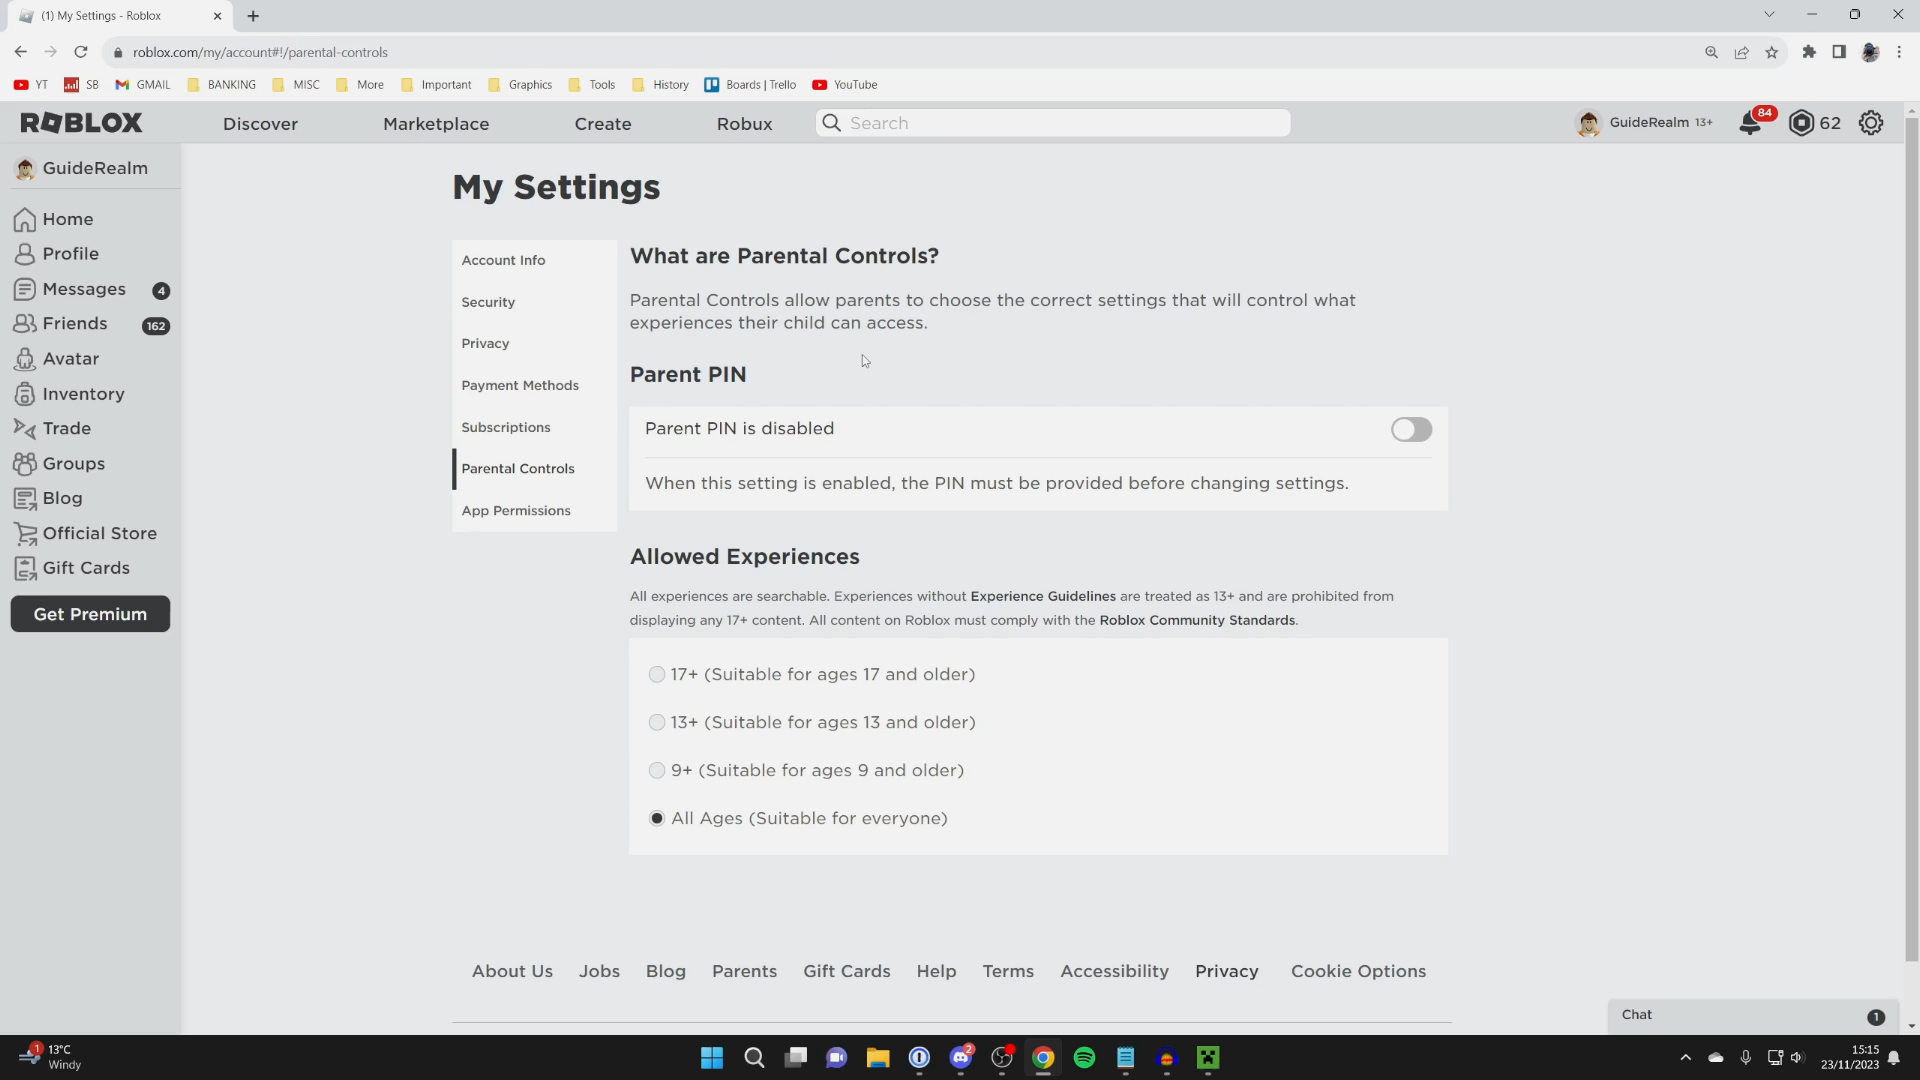 (1) My Settings - Roblox
roblox.com/my/account#!/parental-controls
YT SB GMAIL BANKING MISC More Important Graphics Tools History Boards | Trello YouTube
ROBLOX Discover Marketplace Create Robux Search GuideRealm 13+ 84 62
GuideRealm
Home
Profile
Messages 4
Friends 162
Avatar
Inventory
Trade
Groups
Blog
Official Store
Gift Cards
Get Premium
My Settings
Account Info
Security
Privacy
Payment Methods
Subscriptions
Parental Controls
App Permissions
What are Parental Controls?
Parental Controls allow parents to choose the correct settings that will control what
experiences their child can access.
Parent PIN
Parent PIN is disabled
When this setting is enabled, the PIN must be provided before changing settings.
Allowed Experiences
All experiences are searchable. Experiences without Experience Guidelines are treated as 13+ and are prohibited from
displaying any 17+ content. All content on Roblox must comply with the Roblox Community Standards.
17+ (Suitable for ages 17 and older)
13+ (Suitable for ages 13 and older)
9+ (Suitable for ages 9 and older)
All Ages (Suitable for everyone)
About Us Jobs Blog Parents Gift Cards Help Terms Accessibility Privacy Cookie Options
Chat 1
1 13°C
Windy
2
15:15
23/11/2023